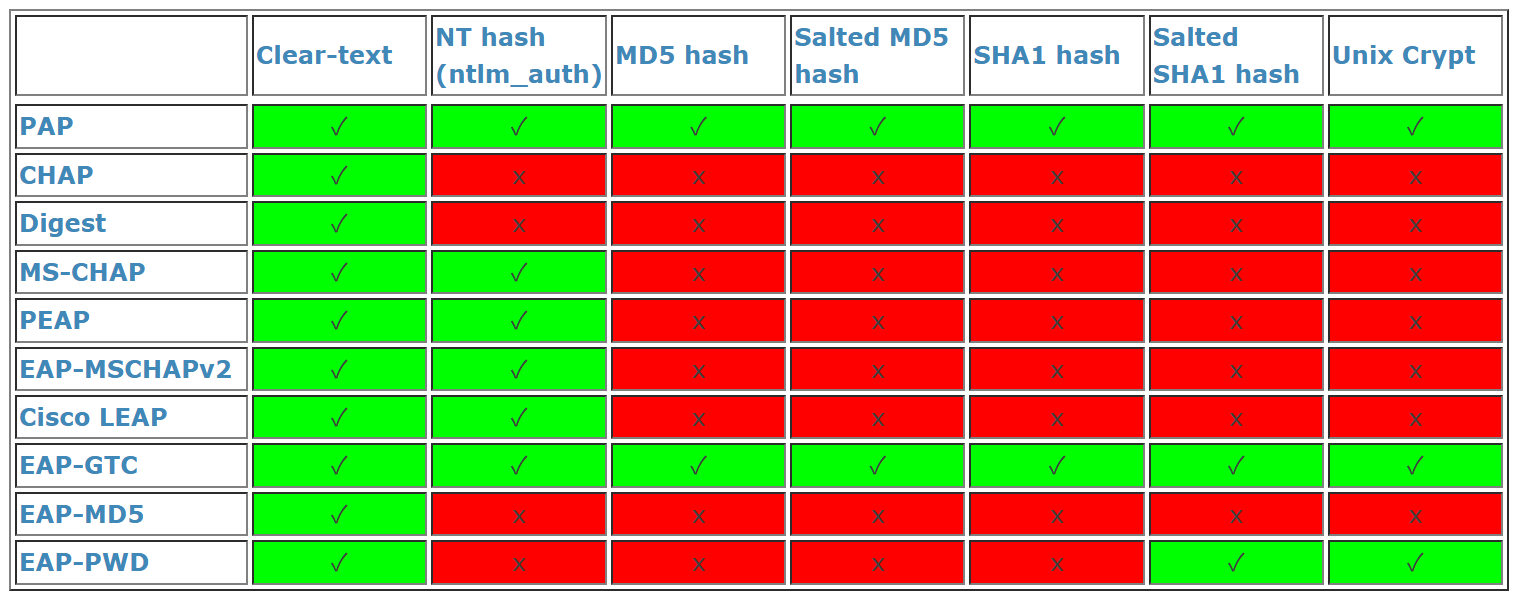 Clear-text NT hash (ntlm_auth) MD5 hash Salted MD5 hash SHA1 hash Salted SHA1 hash Unix Crypt
PAP ✓ ✓ ✓ ✓ ✓ ✓ ✓
CHAP ✓ x x x x x x
Digest ✓ x x x x x x
MS-CHAP ✓ ✓ x x x x x
PEAP ✓ ✓ x x x x x
EAP-MSCHAPv2 ✓ ✓ x x x x x
Cisco LEAP ✓ ✓ x x x x x
EAP-GTC ✓ ✓ ✓ ✓ ✓ ✓ ✓
EAP-MD5 ✓ x x x x x x
EAP-PWD ✓ x x x x ✓ ✓